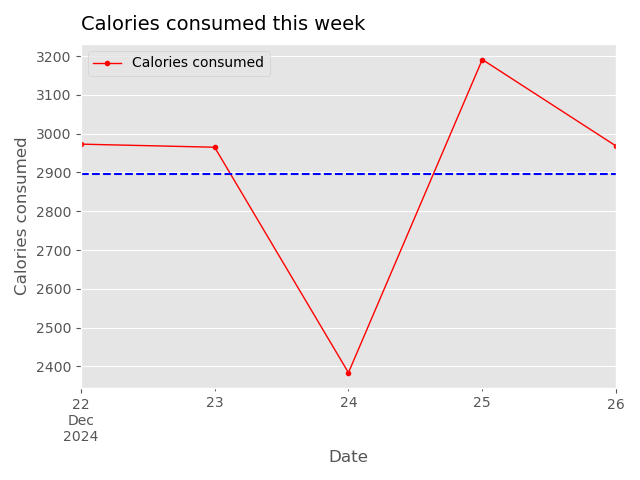 Calories consumed this week
Calories consumed
3200
3100
3000
2900
2800
2700
2600
2500
2400
Calories consumed
22 23 24 25 26
Dec
2024
Date